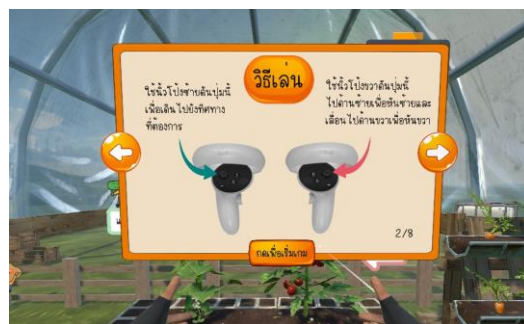 วิธีเล่น
ใช้นิ้วโป้งซ้ายดันปุ่มนี้
เพื่อเดินไปยังทิศทาง
ที่ต้องการ
ใช้นิ้วโป้งขวาดันปุ่มนี้
ไปด้านซ้ายเพื่อหันซ้ายและ
เลื่อนไปด้านขวาเพื่อหันขวา
2/8
กดเพื่อเริ่มเกม